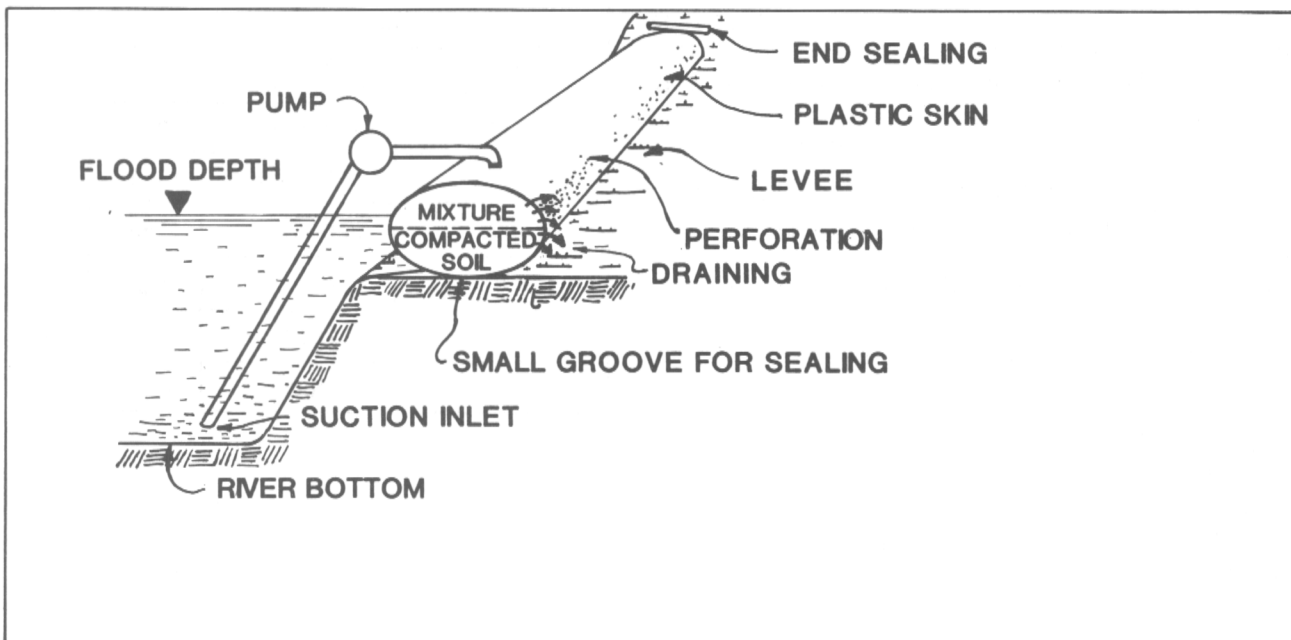 END SEALING
PUMP
PLASTIC SKIN
FLOOD DEPTH
LEVEE
MIXTURE
COMPACTED
SOIL
PERFORATION
DRAINING
SMALL GROOVE FOR SEALING
SUCTION INLET
RIVER BOTTOM